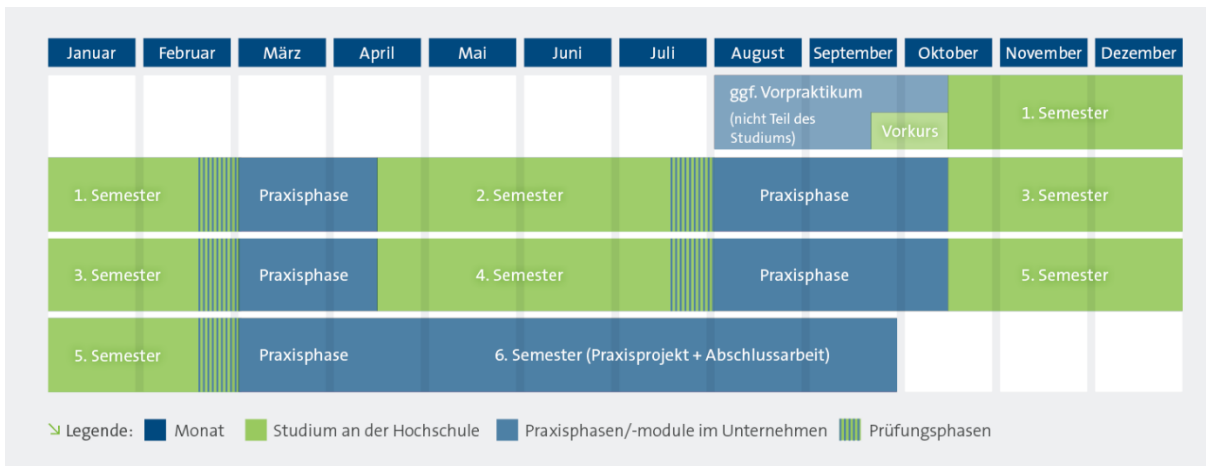 Januar Februar März April Mai Juni Juli August September Oktober November Dezember
ggf. Vorpraktikum
(nicht Teil des
Studiums)
Vorkurs
1. Semester
1. Semester Praxisphase 2. Semester Praxisphase 3. Semester
3. Semester Praxisphase 4. Semester Praxisphase 5. Semester
5. Semester Praxisphase 6. Semester (Praxisprojekt + Abschlussarbeit)
Legende: Monat Studium an der Hochschule Praxisphasen/-module im Unternehmen Prüfungsphasen